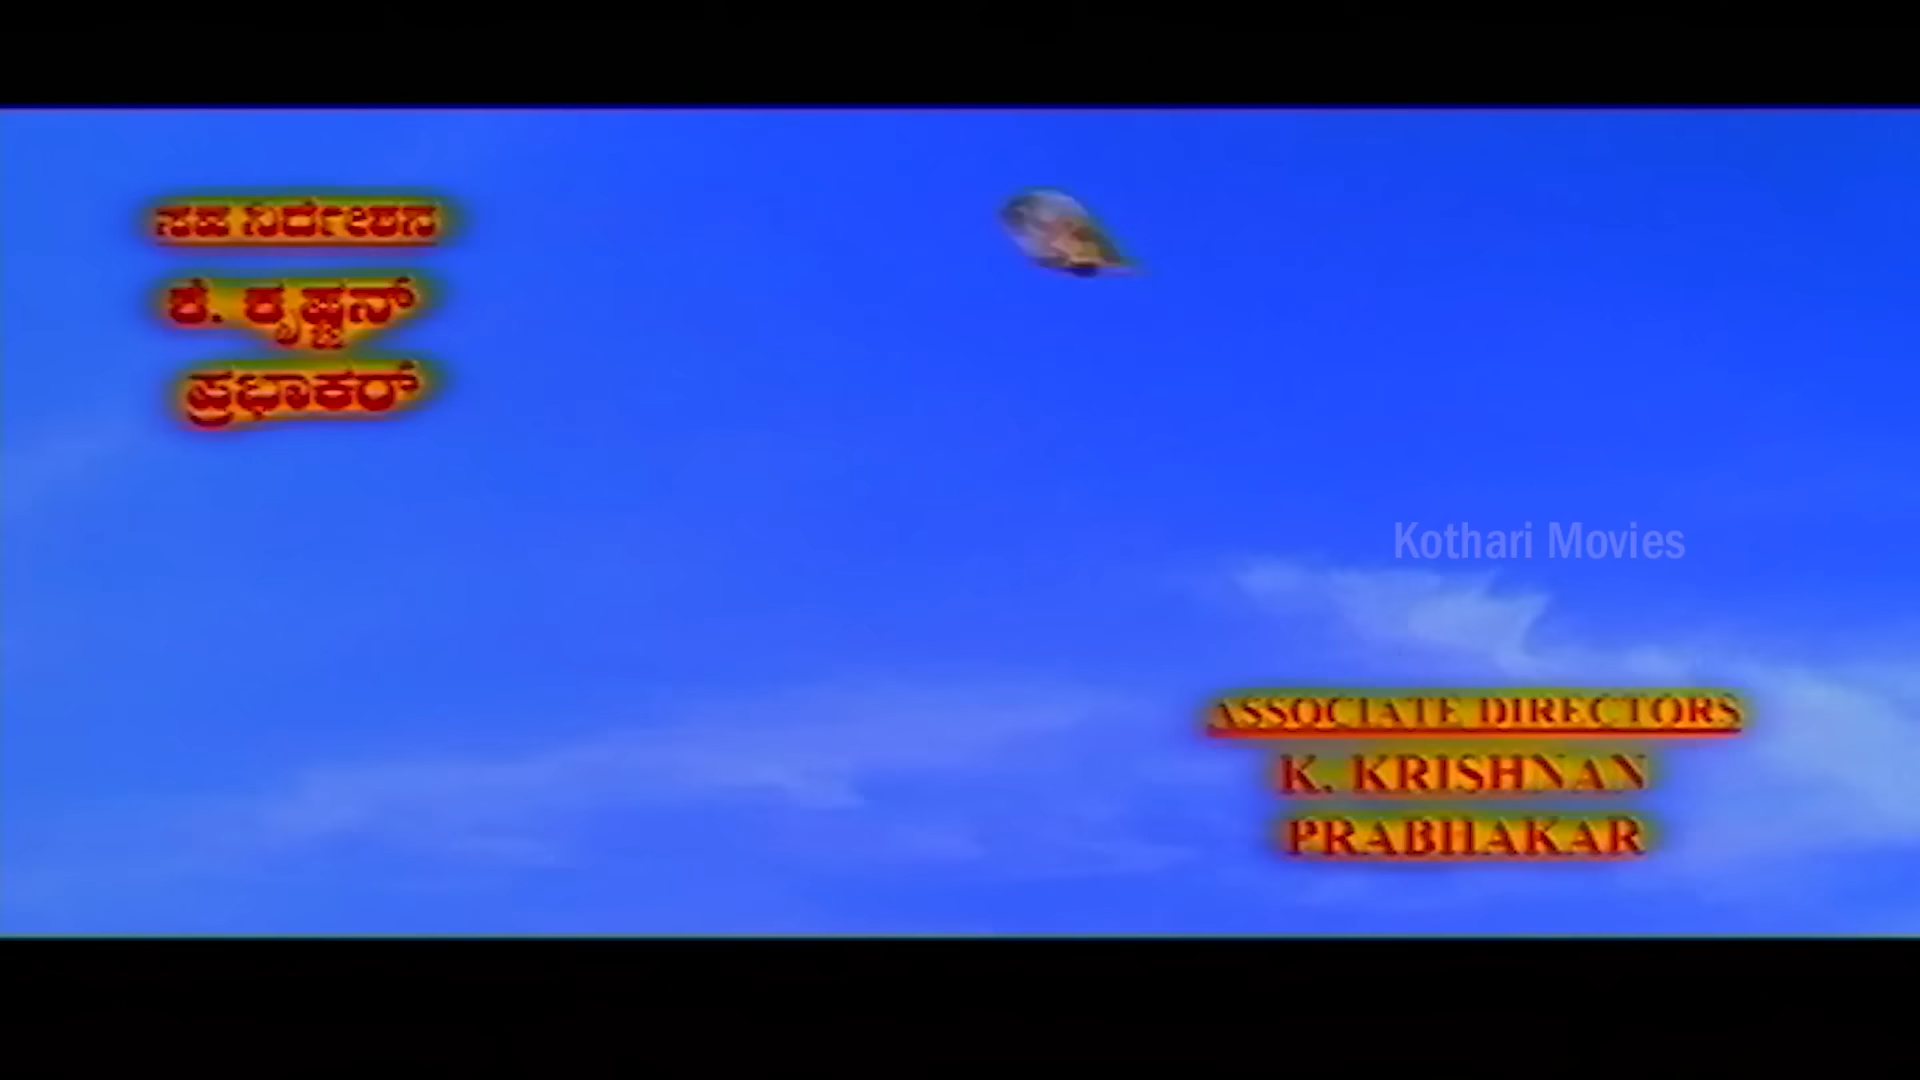 ಸಹ ನಿರ್ದೇಶನ
ಕೆ. ಕೃಷ್ಣನ್
ಪ್ರಭಾಕರ್
Kothari Movies
ASSOCIATE DIRECTORS
K. KRISHNAN
PRABHAKAR